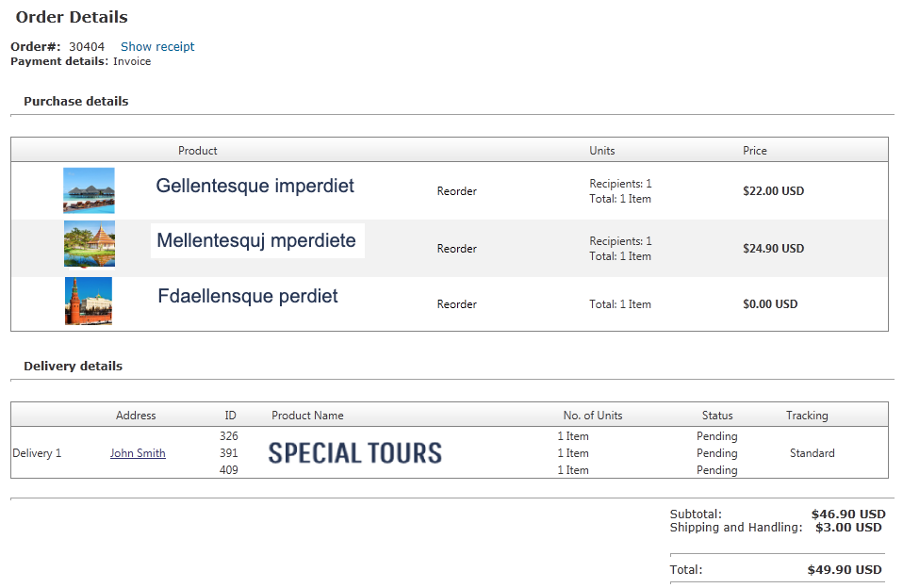 Order Details
Order#: 30404 Show receipt
Payment details: Invoice
Purchase details
Product Units Price
Gellentesque imperdiet Reorder Recipients: 1 Total: 1 Item $22.00 USD
Mellentesquj mperdiete Reorder Recipients: 1 Total: 1 Item $24.90 USD
Fdaellensque perdiet Reorder Total: 1 Item $0.00 USD
Delivery details
Address ID Product Name No. of Units Status Tracking
326 1 Item Pending
Delivery 1 John Smith 391 SPECIAL TOURS 1 Item Pending Standard
409 1 Item Pending
Subtotal: $46.90 USD
Shipping and Handling: $3.00 USD
Total: $49.90 USD